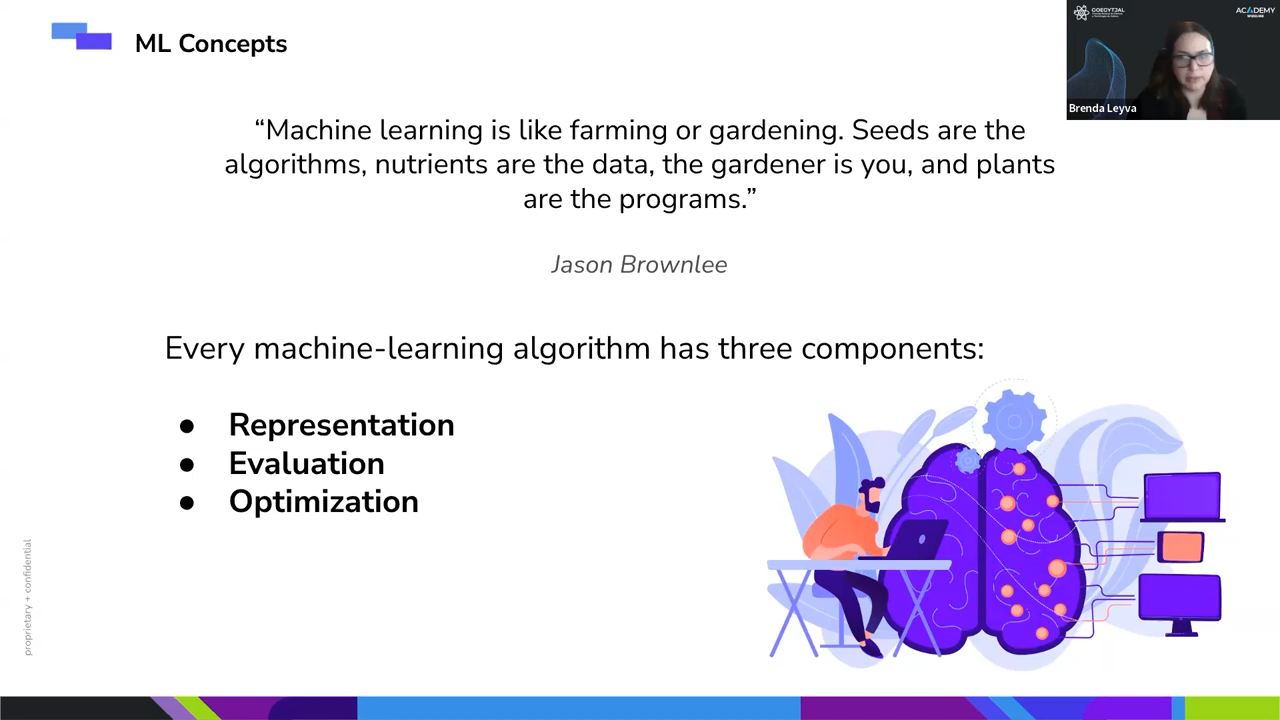 ML Concepts
COECYTJAL
ACADEMY
WIZELINE
Brenda Leyva
“Machine learning is like farming or gardening. Seeds are the
algorithms, nutrients are the data, the gardener is you, and plants
are the programs.”
Jason Brownlee
Every machine-learning algorithm has three components:
● Representation
● Evaluation
● Optimization
proprietary + confidential